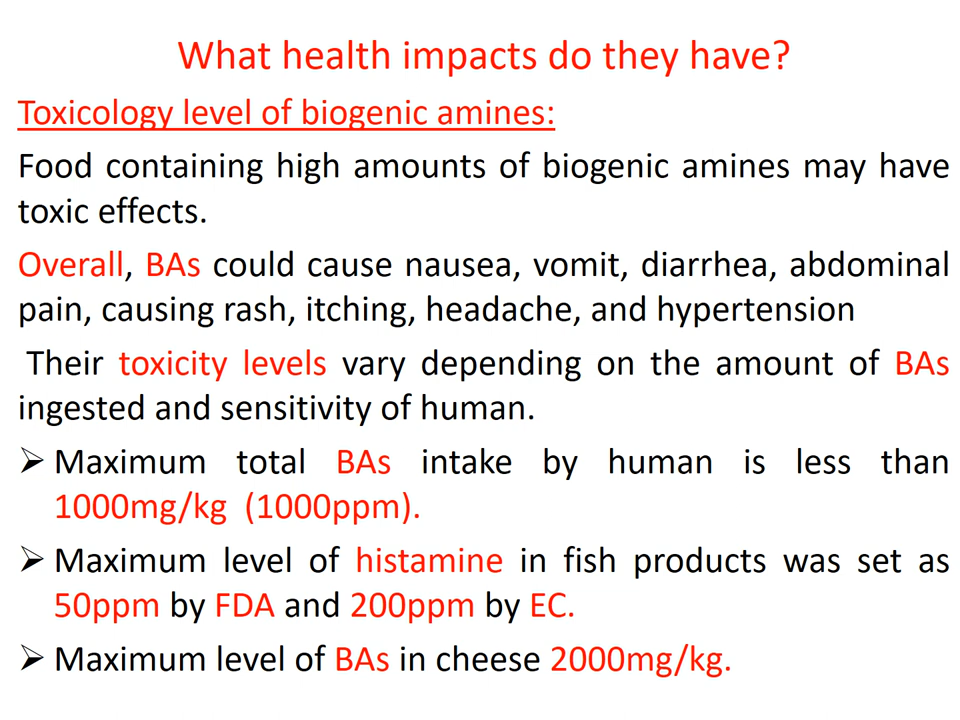 What health impacts do they have?
Toxicology level of biogenic amines:
Food containing high amounts of biogenic amines may have
toxic effects.
Overall, BAs could cause nausea, vomit, diarrhea, abdominal
pain, causing rash, itching, headache, and hypertension
Their toxicity levels vary depending on the amount of BAs
ingested and sensitivity of human.
➢ Maximum total BAs intake by human is less than
1000mg/kg (1000ppm).
➢ Maximum level of histamine in fish products was set as
50ppm by FDA and 200ppm by EC.
➢ Maximum level of BAs in cheese 2000mg/kg.